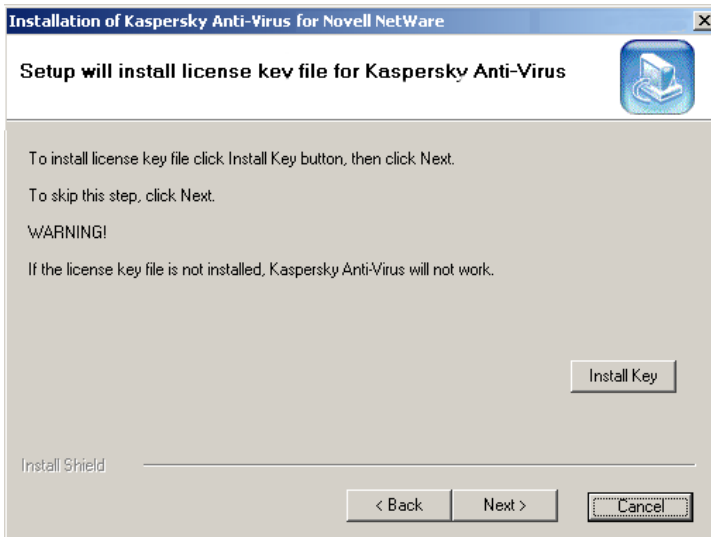 Installation of Kaspersky Anti-Virus for Novell NetWare
Setup will install license key file for Kaspersky Anti-Virus
To install license key file click Install Key button, then click Next.
To skip this step, click Next.
WARNING!
If the license key file is not installed, Kaspersky Anti-Virus will not work.
Install Key
Install Shield
< Back
Next >
Cancel